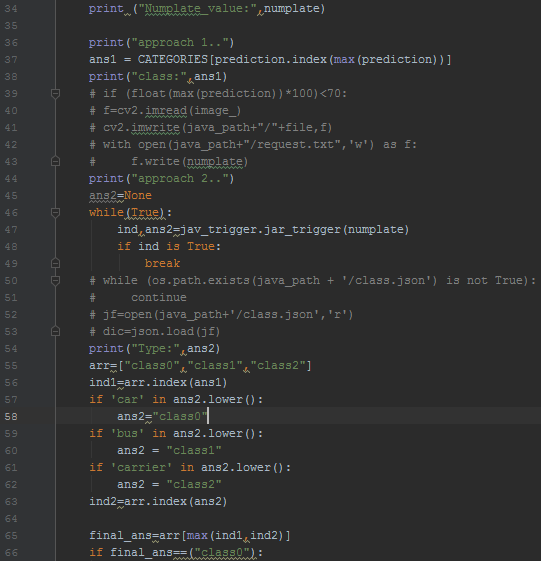 34 print ("Numplate_value:",numplate)
35
36 print("approach 1..")
37 ans1 = CATEGORIES[prediction.index(max(prediction))]
38 print("class:",ans1)
39 # if (float(max(prediction))*100)<70:
40 # f=cv2.imread(image_)
41 # cv2.imwrite(java_path+"/"+file,f)
42 # with open(java_path+"/request.txt",'w') as f:
43 #     f.write(numplate)
44 print("approach 2..")
45 ans2=None
46 while(True):
47     ind,ans2=jav_trigger.jar_trigger(numplate)
48     if ind is True:
49         break
50 # while (os.path.exists(java_path + '/class.json') is not True):
51 #     continue
52 # jf=open(java_path+'/class.json','r')
53 # dic=json.load(jf)
54 print("Type:",ans2)
55 arr=["class0","class1","class2"]
56 ind1=arr.index(ans1)
57 if 'car' in ans2.lower():
58     ans2="class0"
59 if 'bus' in ans2.lower():
60     ans2 = "class1"
61 if 'carrier' in ans2.lower():
62     ans2 = "class2"
63 ind2=arr.index(ans2)
64
65 final_ans=arr[max(ind1,ind2)]
66 if final_ans==("class0"):